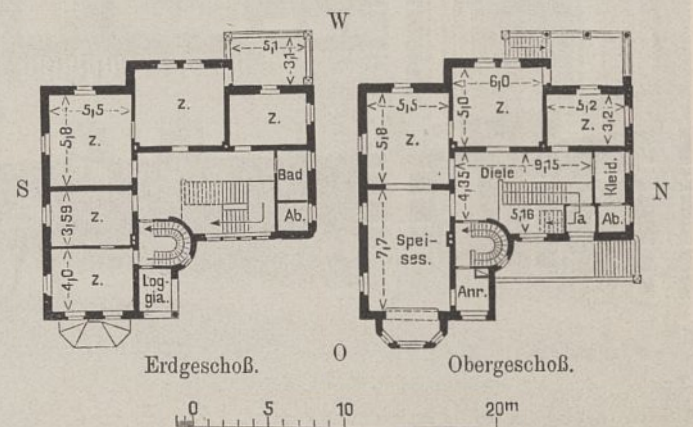 W
5,1
3,1
5,5
5,8
Z.
Z.
Z.
Bad
Ab.
3,59
Z.
4,0
Z.
Log-
gia.
S
6,0
5,0
Z.
5,5
5,8
Z.
5,2
3,2
Z.
Diele
9,15
4,35
5,16
Kleid.
Ab.
7,7
Spei-
ses.
Anr.
N
Erdgeschoß.
O
Obergeschoß.
0 5 10 20m